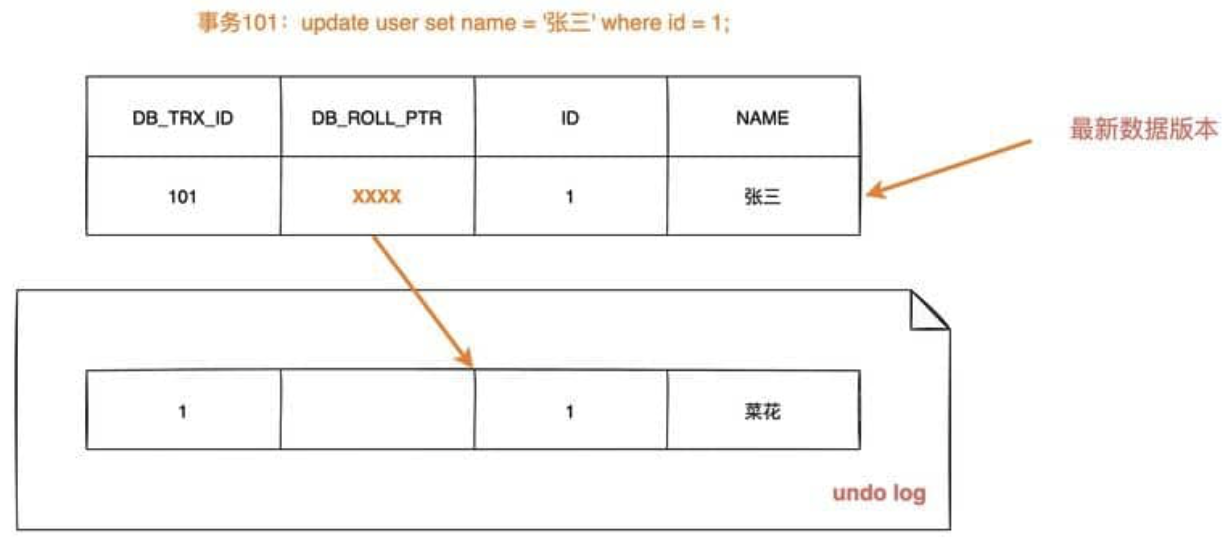 事务101：update user set name = '张三' where id = 1;
DB_TRX_ID DB_ROLL_PTR ID NAME
最新数据版本
101 XXXX 1 张三
1 1 菜花
undo log